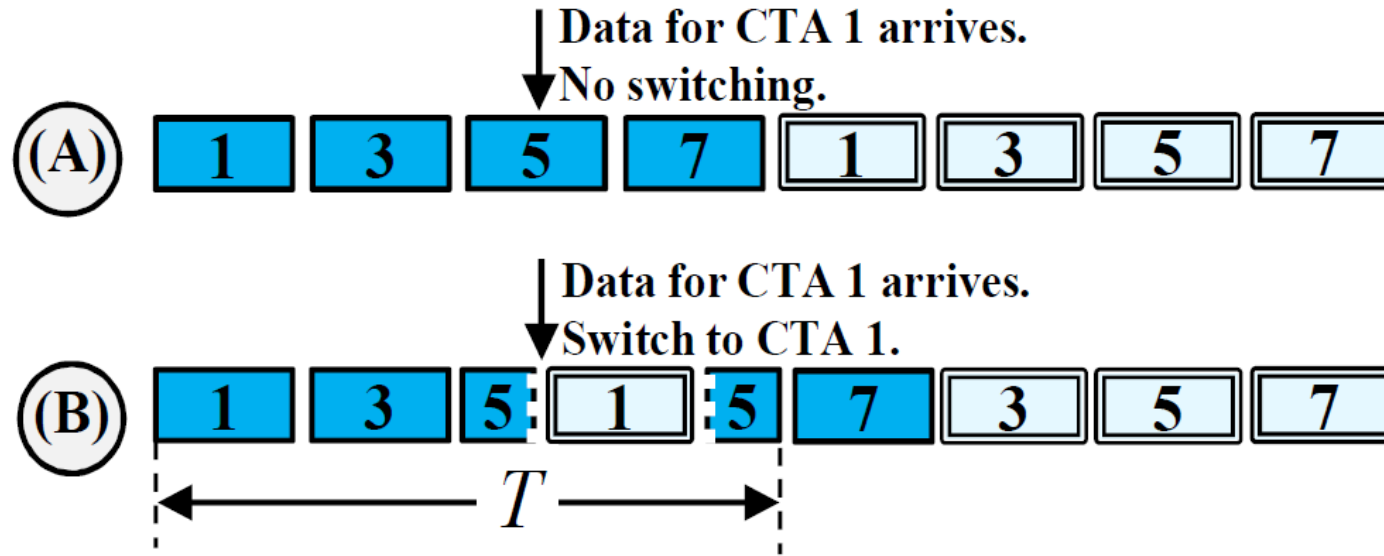 Data for CTA 1 arrives.
No switching.
(A) 1 3 5 7 1 3 5 7
Data for CTA 1 arrives.
Switch to CTA 1.
(B) 1 3 5 1 5 7 3 5 7
T